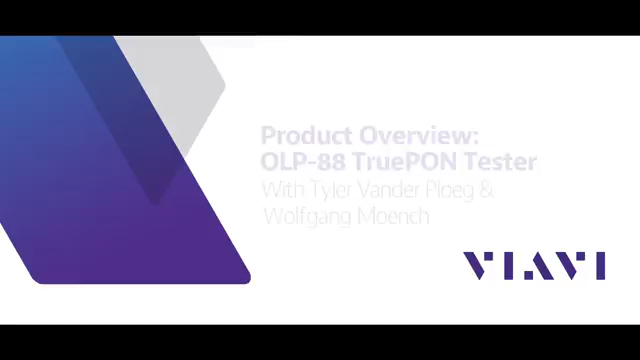 Product Overview:
OLP-88 TruePON Tester
With Tyler Vander Ploeg &
Wolfgang Moench
VIAVI